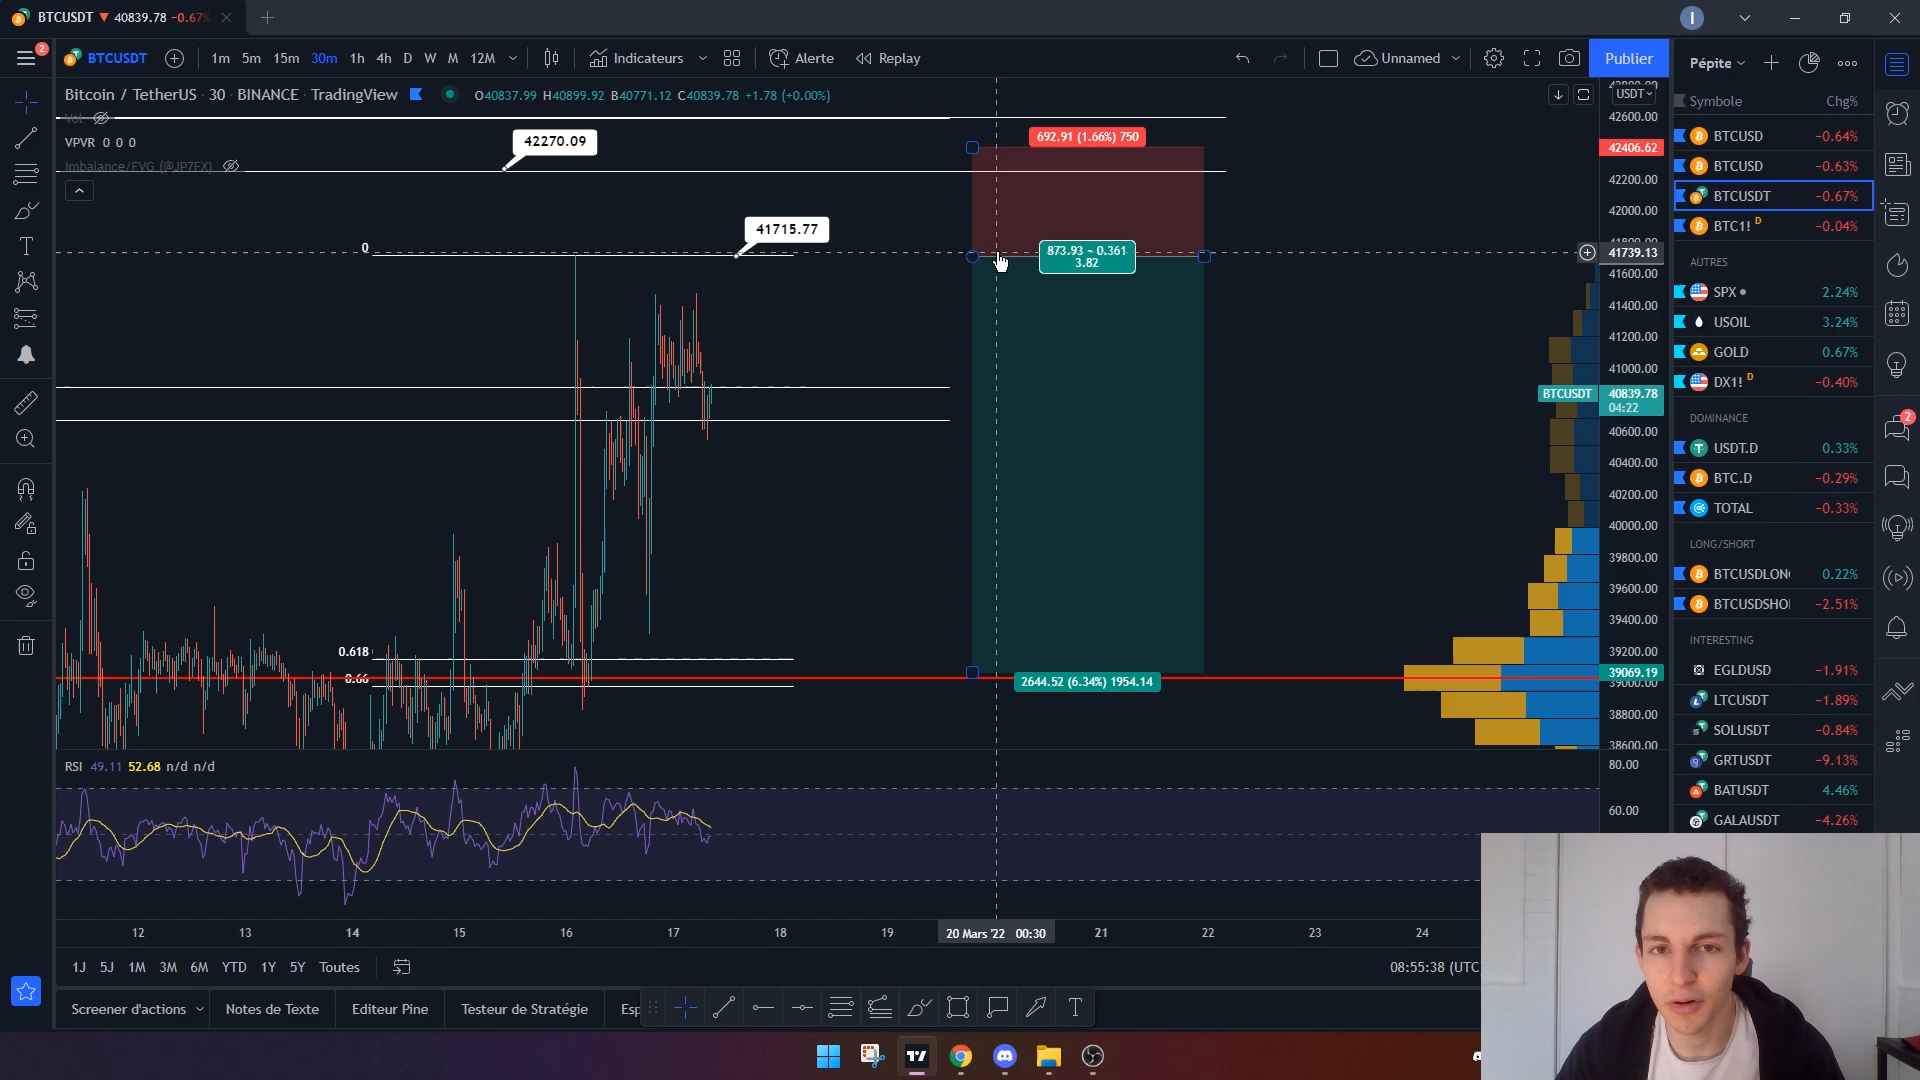 BTCUSDT ▼ 40839.78 −0.67%
I
2
BTCUSDT
1m 5m 15m 30m 1h 4h D W M 12M
Indicateurs
Alerte
Replay
Unnamed
Publier
Pépite
Bitcoin / TetherUS · 30 · BINANCE · TradingView
O40837.99 H40899.92 B40771.12 C40839.78 +1.78 (+0.00%)
Vol
VPVR 0 0 0
Imbalance/FVG (@JP7FX)
42270.09
41715.77
0
0.618
0.66
692.91 (1.66%) 750
873.93 ~ 0.361
3.82
2644.52 (6.34%) 1954.14
USDT
42600.00
42406.62
42200.00
42000.00
41739.13
41600.00
41400.00
41200.00
41000.00
BTCUSDT
40839.78
04:22
40600.00
40400.00
40200.00
40000.00
39800.00
39600.00
39400.00
39200.00
39069.19
39000.00
38800.00
38600.00
Symbole Chg%
BTCUSD −0.64%
BTCUSD −0.63%
BTCUSDT −0.67%
BTC1! D −0.04%
AUTRES
SPX 2.24%
USOIL 3.24%
GOLD 0.67%
DX1! D −0.40%
DOMINANCE
USDT.D 0.33%
BTC.D −0.29%
TOTAL −0.33%
LONG/SHORT
BTCUSDLON 0.22%
BTCUSDSHO −2.51%
INTERESTING
EGLDUSD −1.91%
LTCUSDT −1.89%
SOLUSDT −0.84%
GRTUSDT −9.13%
BATUSDT 4.46%
GALAUSDT −4.26%
2
RSI 49.11 52.68 n/d n/d
80.00
60.00
12 13 14 15 16 17 18 19 20 Mars '22 00:30 21 22 23 24
1J 5J 1M 3M 6M YTD 1Y 5Y Toutes
08:55:38 (UTC
Screener d'actions
Notes de Texte
Editeur Pine
Testeur de Stratégie
Esp